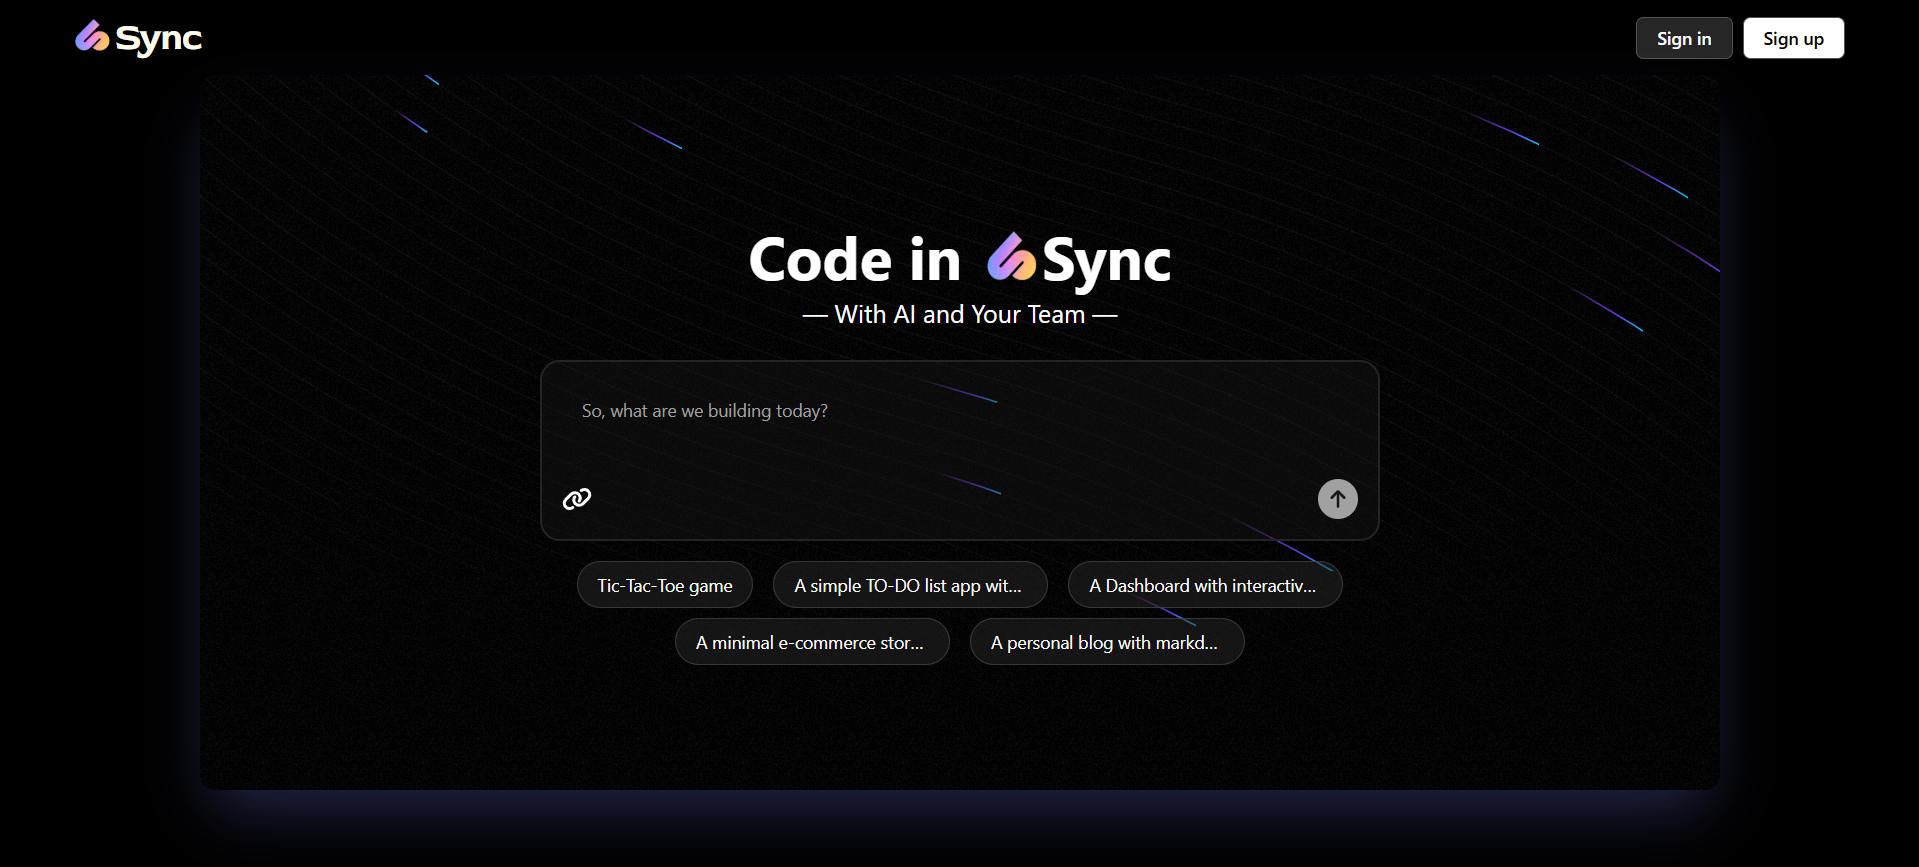 Sync
Sign in
Sign up
Code in Sync
— With AI and Your Team —
So, what are we building today?
Tic-Tac-Toe game
A simple TO-DO list app wit...
A Dashboard with interactiv...
A minimal e-commerce stor...
A personal blog with markd...